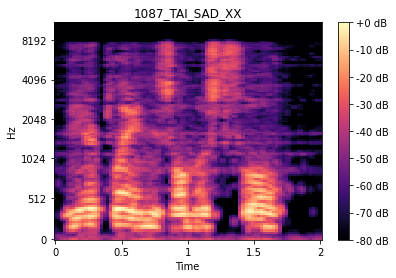 1087_TAI_SAD_XX
+0 dB
8192
-10 dB
4096
-20 dB
-30 dB
2048
Hz
-40 dB
1024
-50 dB
512
-60 dB
-70 dB
0
-80 dB
0
0.5
1
1.5
2
Time